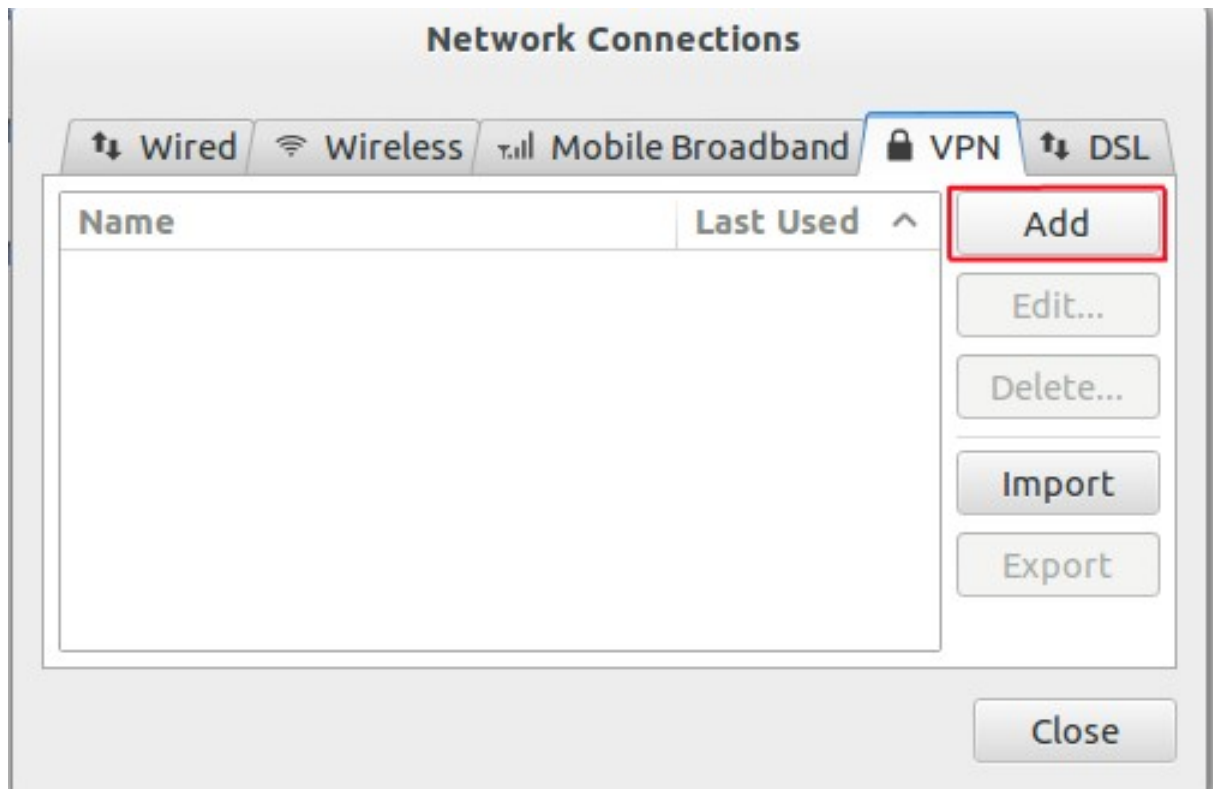 Network Connections
Wired Wireless Mobile Broadband VPN DSL
Name Last Used Add
Edit...
Delete...
Import
Export
Close